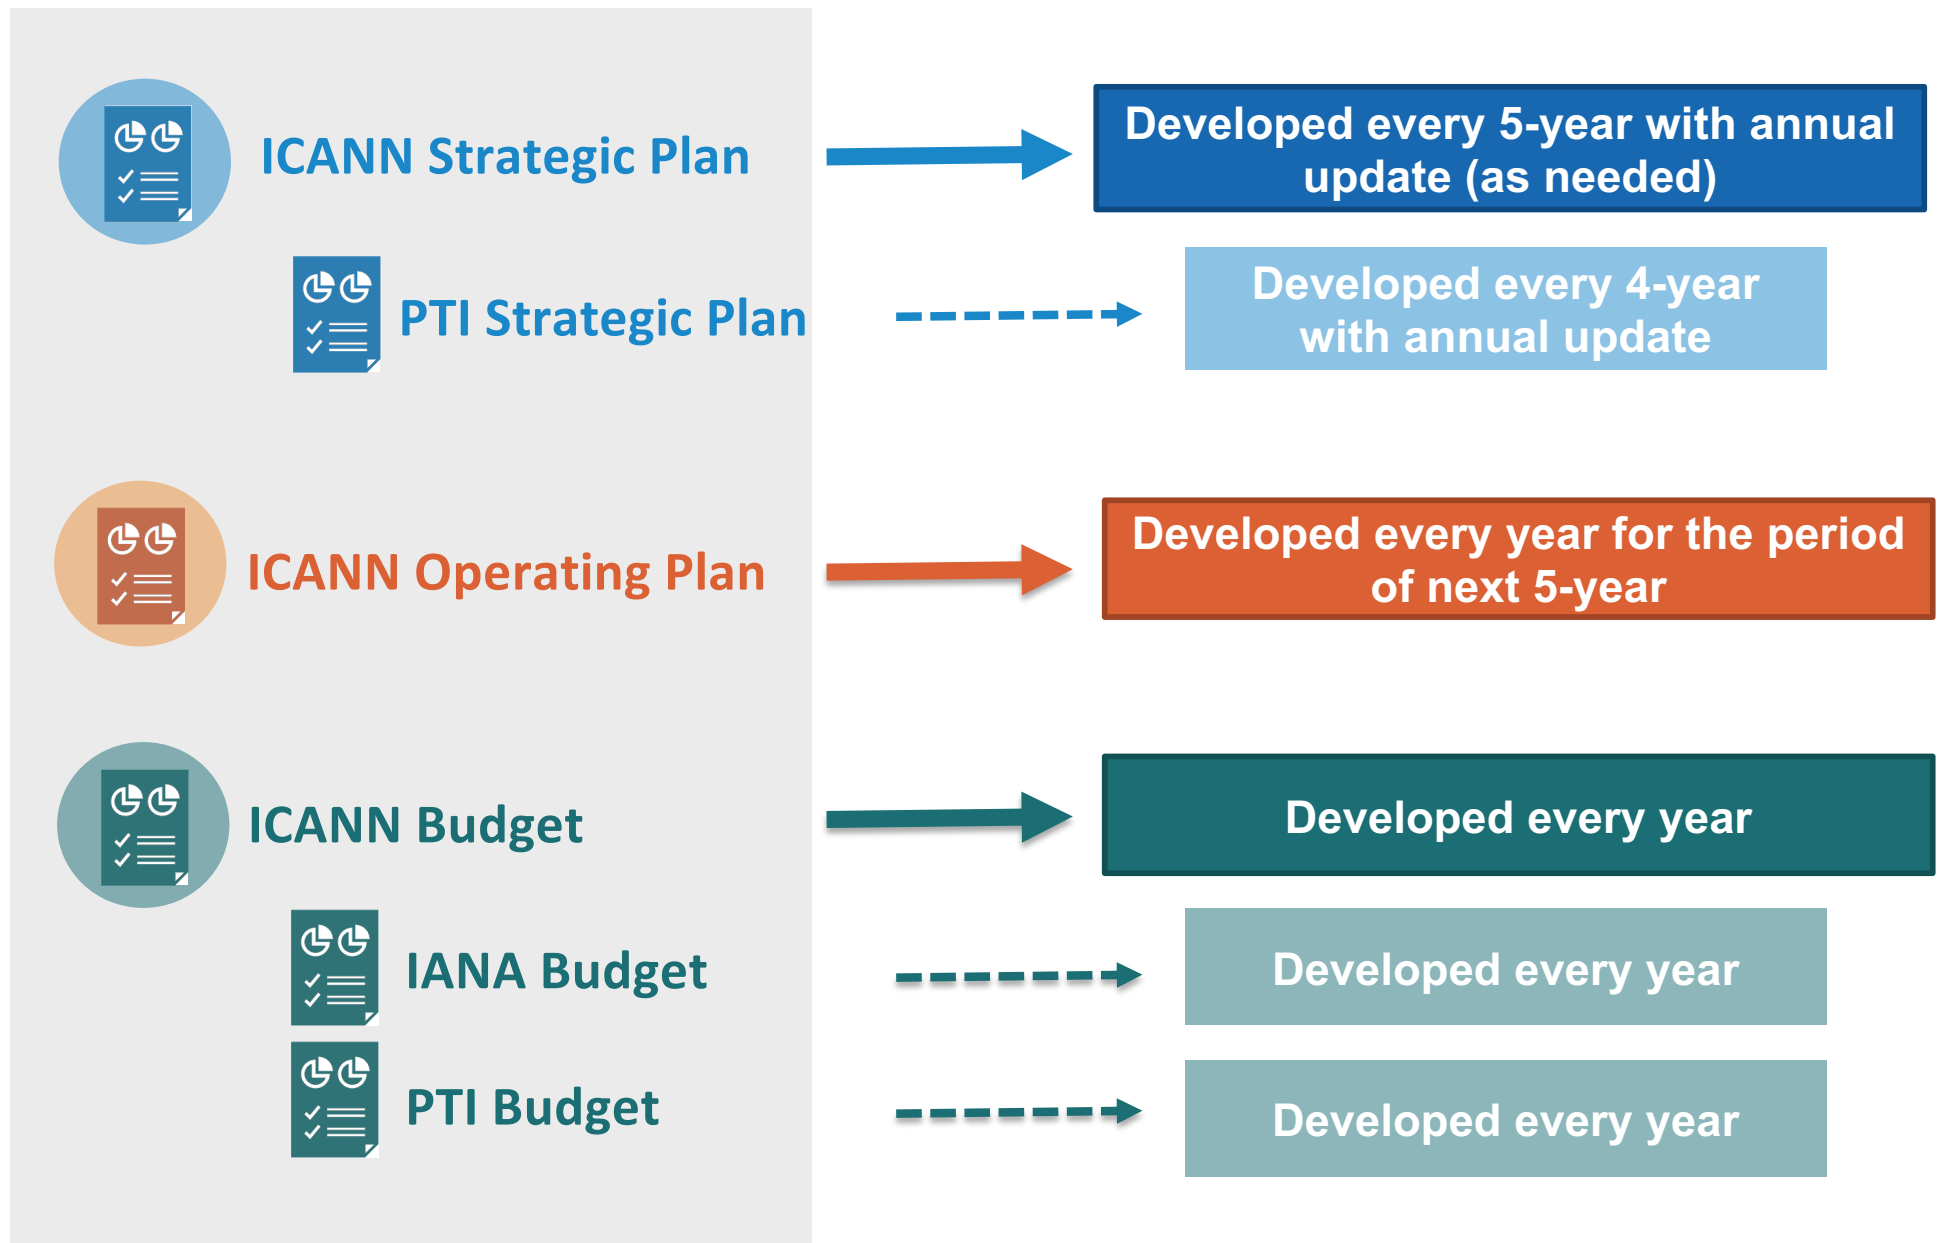 ICANN Strategic Plan
Developed every 5-year with annual
update (as needed)
PTI Strategic Plan
Developed every 4-year
with annual update
ICANN Operating Plan
Developed every year for the period
of next 5-year
ICANN Budget
Developed every year
IANA Budget
Developed every year
PTI Budget
Developed every year